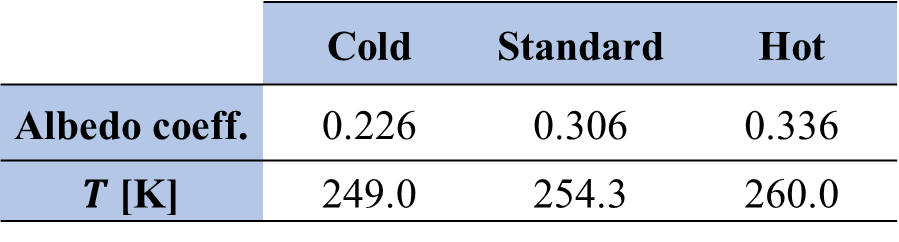 Cold Standard Hot
Albedo coeff. 0.226 0.306 0.336
T [K] 249.0 254.3 260.0